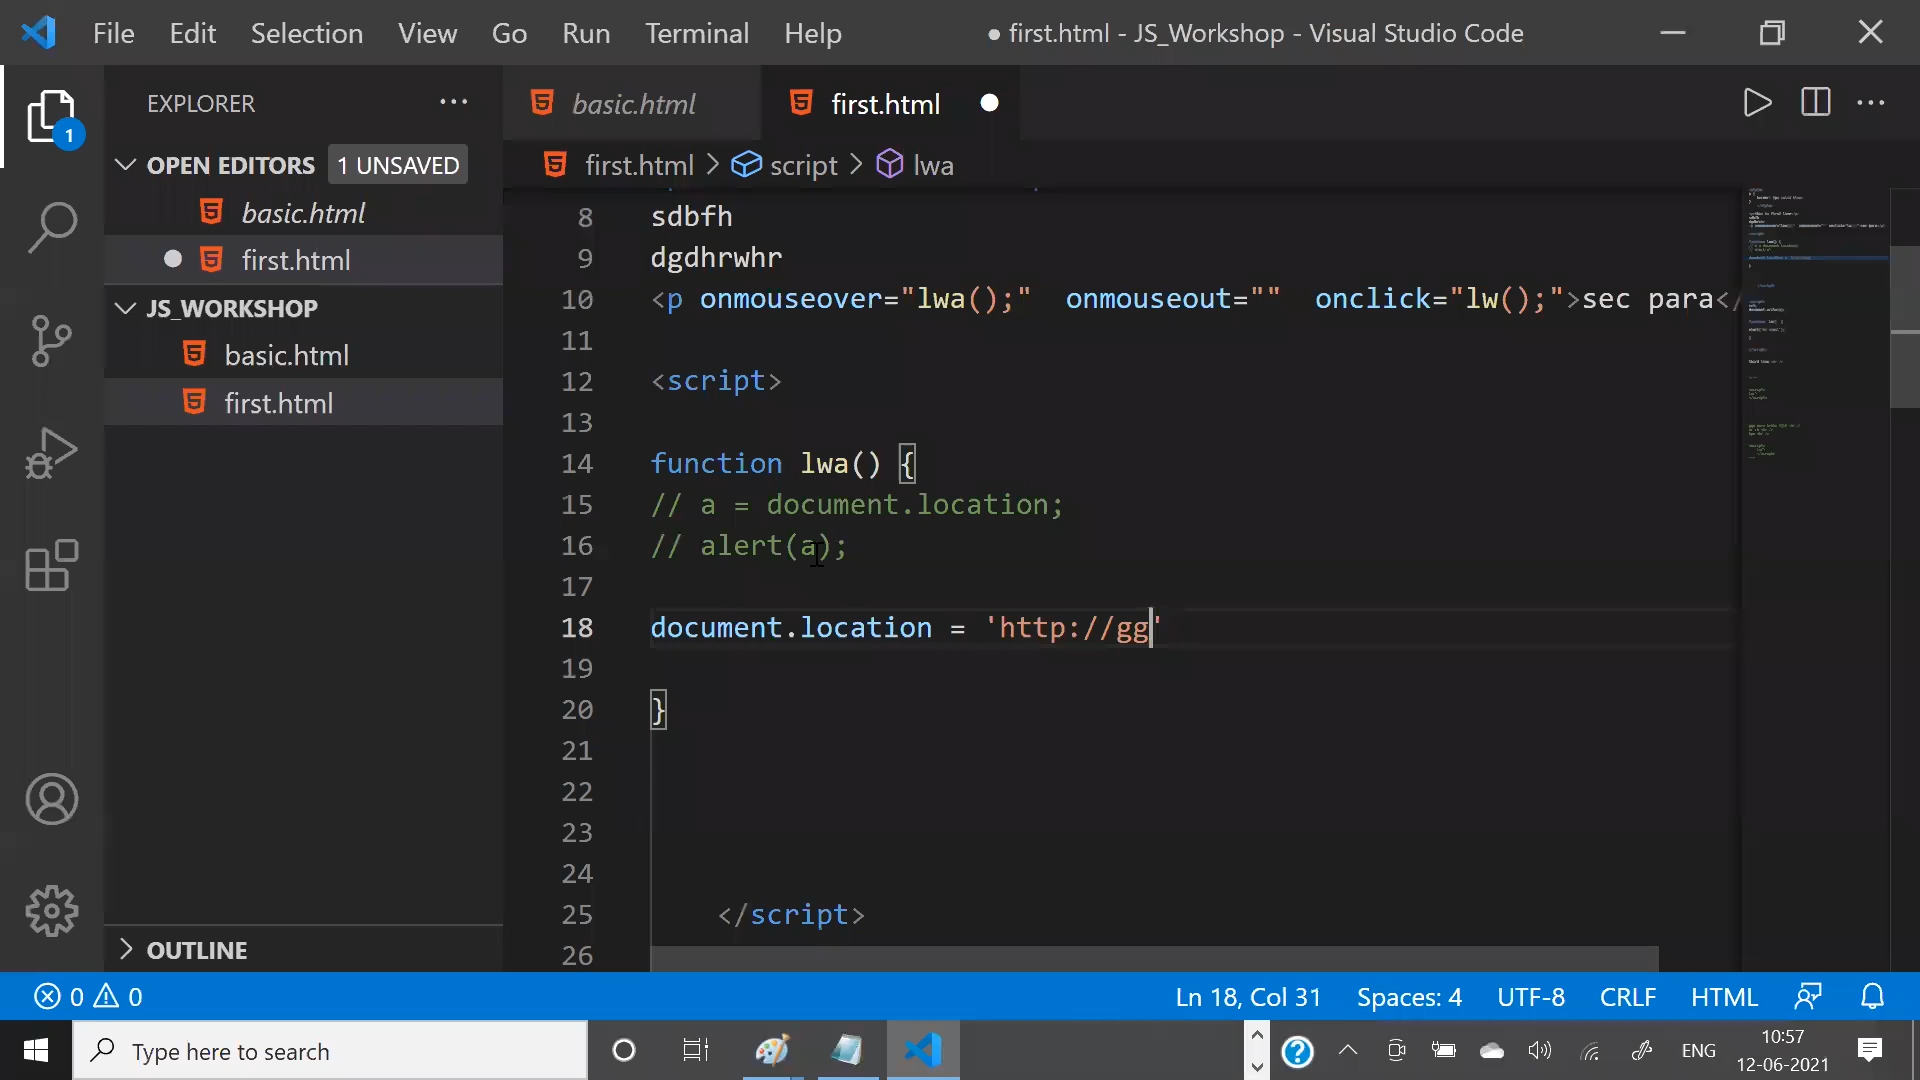 File Edit Selection View Go Run Terminal Help
● first.html - JS_Workshop - Visual Studio Code
EXPLORER
OPEN EDITORS 1 UNSAVED
basic.html
first.html
JS_WORKSHOP
basic.html
first.html
OUTLINE
1
basic.html first.html
first.html > script > lwa
8 sdbfh
9 dgdhrwhr
10 <p onmouseover="lwa();" onmouseout="" onclick="lw();">sec para</
11
12 <script>
13
14 function lwa() {
15 // a = document.location;
16 // alert(a);
17
18 document.location = 'http://gg'
19
20 }
21
22
23
24
25 </script>
26
0 0
Ln 18, Col 31 Spaces: 4 UTF-8 CRLF HTML
Type here to search
ENG
10:57
12-06-2021